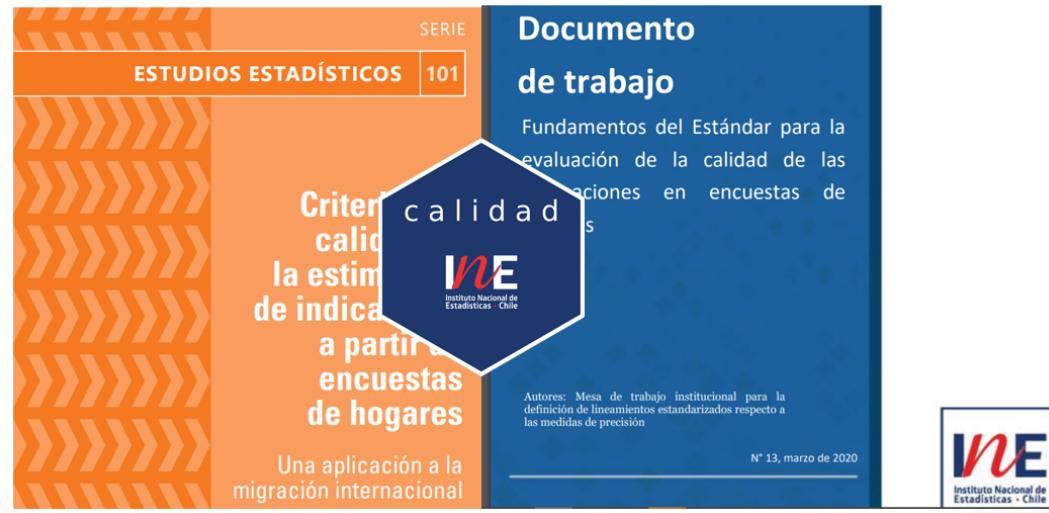 SERIE
ESTUDIOS ESTADÍSTICOS 101
Criter
calid
la estim
de indica
a partir
encuestas
de hogares
Una aplicación a la
migración internacional
Documento
de trabajo
Fundamentos del Estándar para la
evaluación de la calidad de las
aciones en encuestas de
s
Autores: Mesa de trabajo institucional para la
definición de lineamientos estandarizados respecto a
las medidas de precisión
N° 13, marzo de 2020
calidad
INE
Instituto Nacional de
Estadísticas - Chile
INE
Instituto Nacional de
Estadísticas • Chile